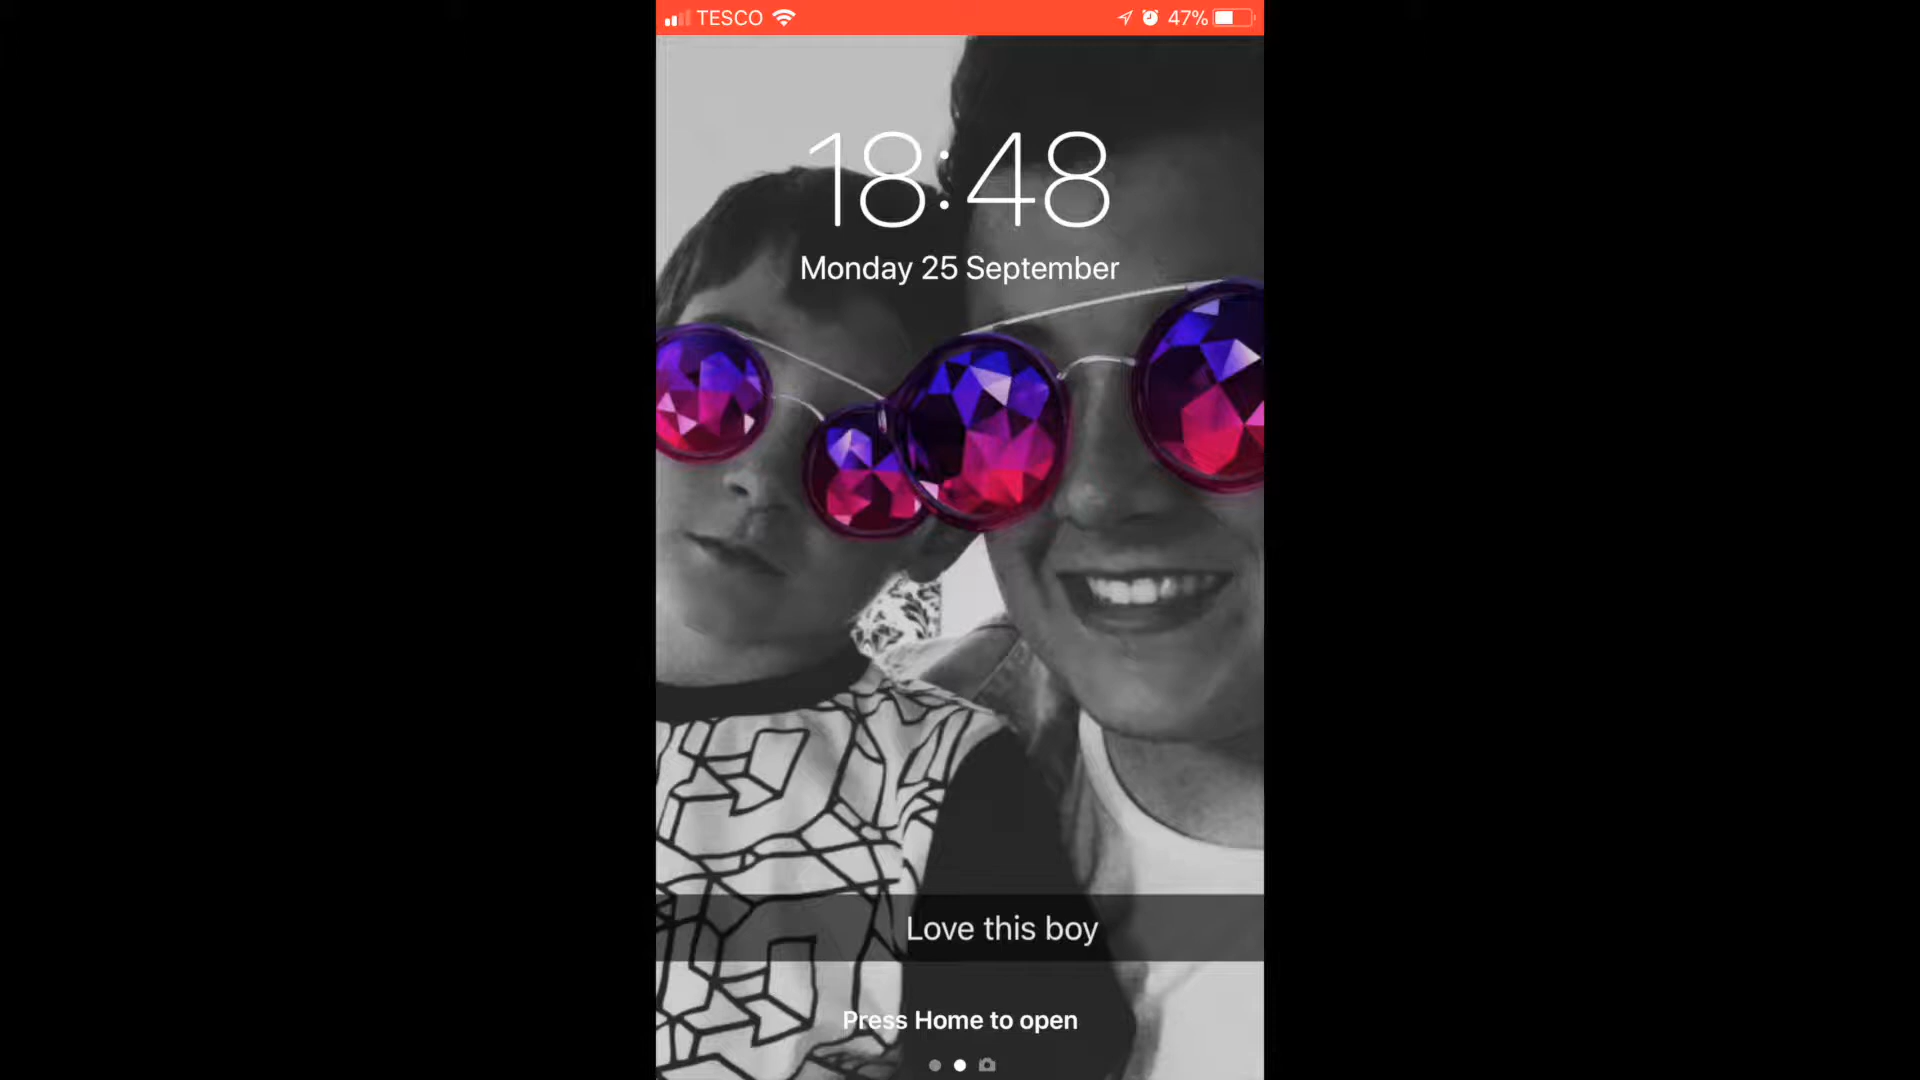 TESCO 47%
18:48
Monday 25 September
Love this boy
Press Home to open